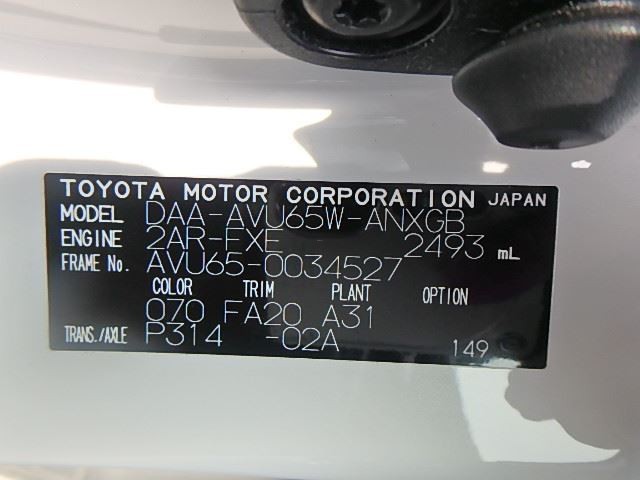 TOYOTA MOTOR CORPORATION JAPAN
MODEL DAA-AVU65W-ANXGB
ENGINE 2AR-FXE 2493 mL
FRAME No. AVU65-0034527
COLOR TRIM PLANT OPTION
070 FA20 A31
TRANS./AXLE P314 -02A 149